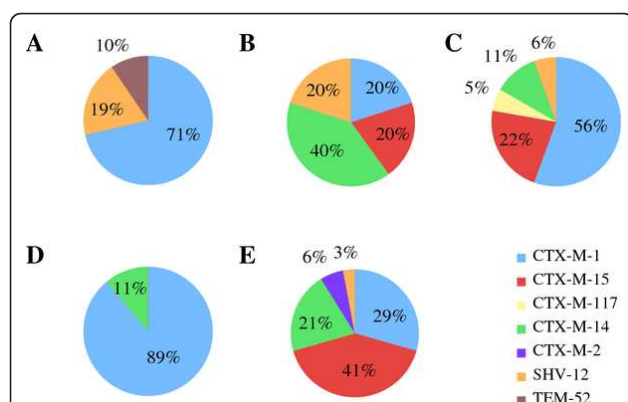 A
10%
19%
71%
B
20%
20%
20%
40%
C
6%
11%
5%
22%
56%
D
11%
89%
E
6%
3%
21%
29%
41%
CTX-M-1
CTX-M-15
CTX-M-117
CTX-M-14
CTX-M-2
SHV-12
TEM-52